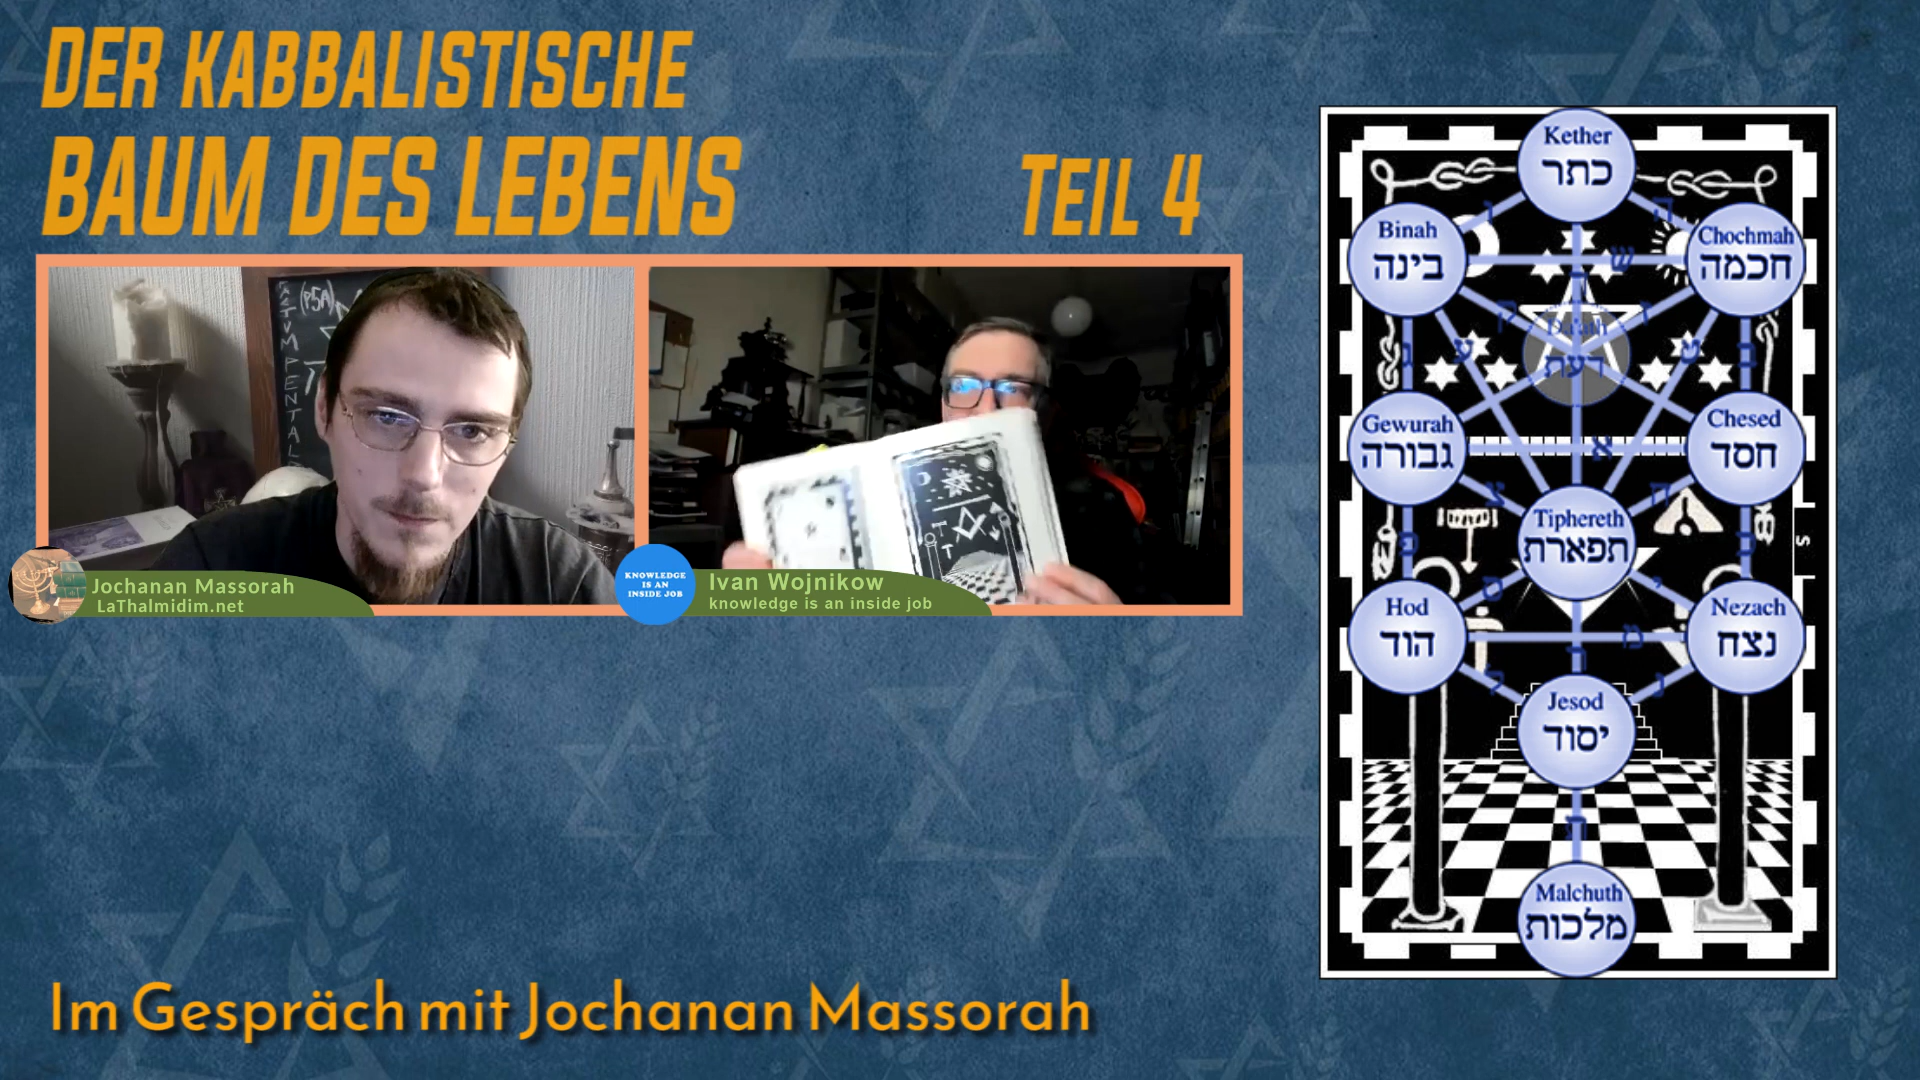 DER KABBALISTISCHE
BAUM DES LEBENS
TEIL 4
(PSA)
Jochanan Massorah
LaThalmidim.net
KNOWLEDGE
IS AN
INSIDE JOB
Ivan Wojnikow
knowledge is an inside job
Im Gespräch mit Jochanan Massorah
Kether
כתר
Binah
בינה
Chochmah
חכמה
Daath
דעת
Gewurah
גבורה
Chesed
חסד
Tiphereth
תפארת
Hod
הוד
Nezach
נצח
Jesod
יסוד
Malchuth
מלכות
ו
ה
ש
ע
ט
ב
א
צ
ח
פ
כ
ס
י
מ
ר
ל
נ
ת
S